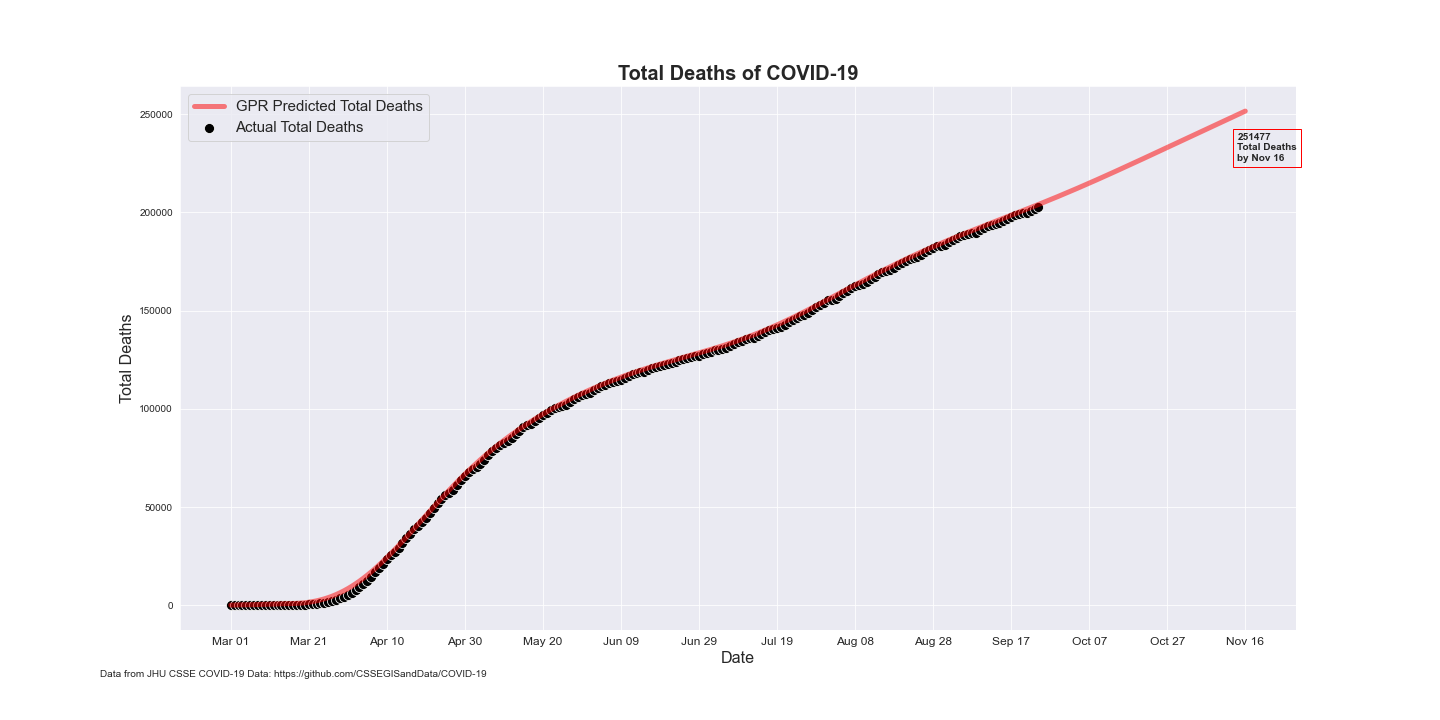 Total Deaths of COVID-19
GPR Predicted Total Deaths
Actual Total Deaths
250000
200000
150000
100000
50000
0
Total Deaths
251477
Total Deaths
by Nov 16
Mar 01 Mar 21 Apr 10 Apr 30 May 20 Jun 09 Jun 29 Jul 19 Aug 08 Aug 28 Sep 17 Oct 07 Oct 27 Nov 16
Date
Data from JHU CSSE COVID-19 Data: https://github.com/CSSEGISandData/COVID-19